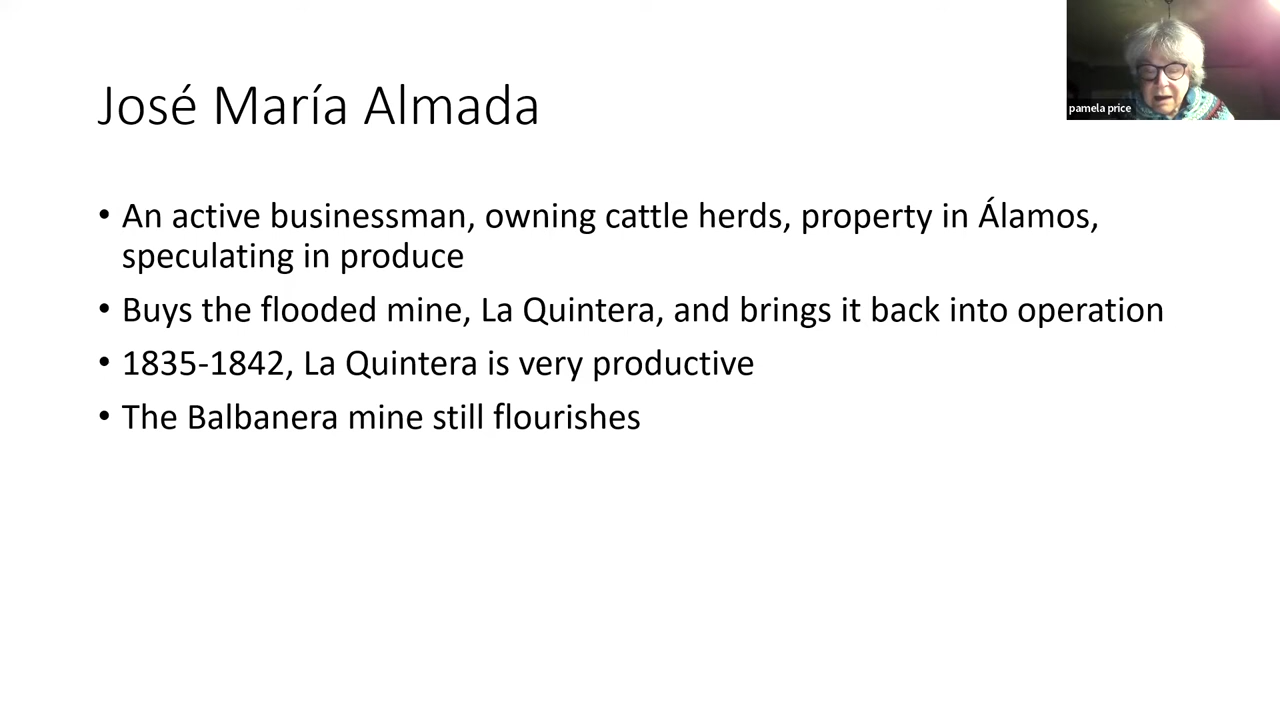 José María Almada
pamela price
• An active businessman, owning cattle herds, property in Álamos,
speculating in produce
• Buys the flooded mine, La Quintera, and brings it back into operation
• 1835-1842, La Quintera is very productive
• The Balbanera mine still flourishes